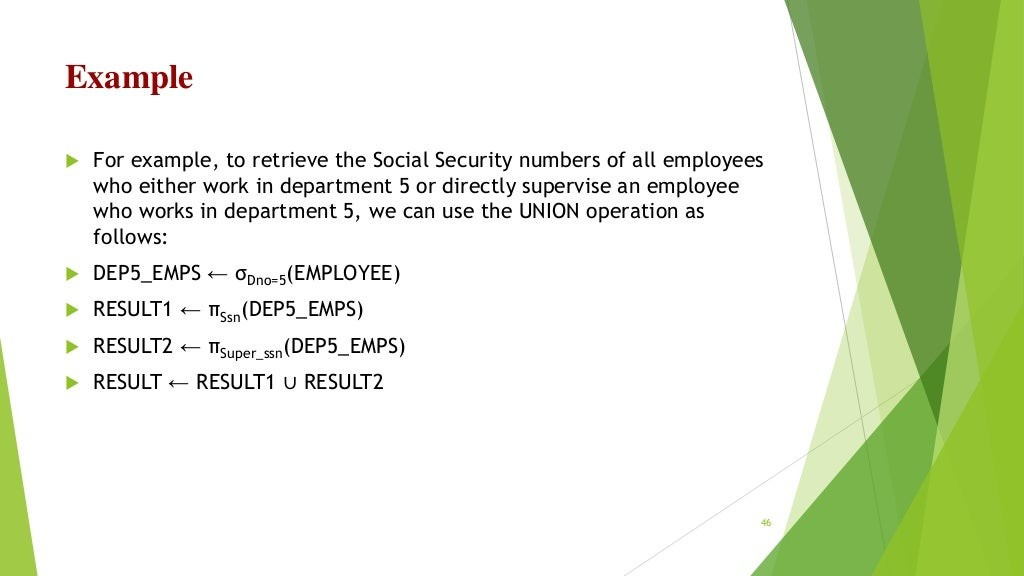 Example
▶ For example, to retrieve the Social Security numbers of all employees
who either work in department 5 or directly supervise an employee
who works in department 5, we can use the UNION operation as
follows:
▶ DEP5_EMPS ← σDno=5(EMPLOYEE)
▶ RESULT1 ← πSsn(DEP5_EMPS)
▶ RESULT2 ← πSuper_ssn(DEP5_EMPS)
▶ RESULT ← RESULT1 ∪ RESULT2
46